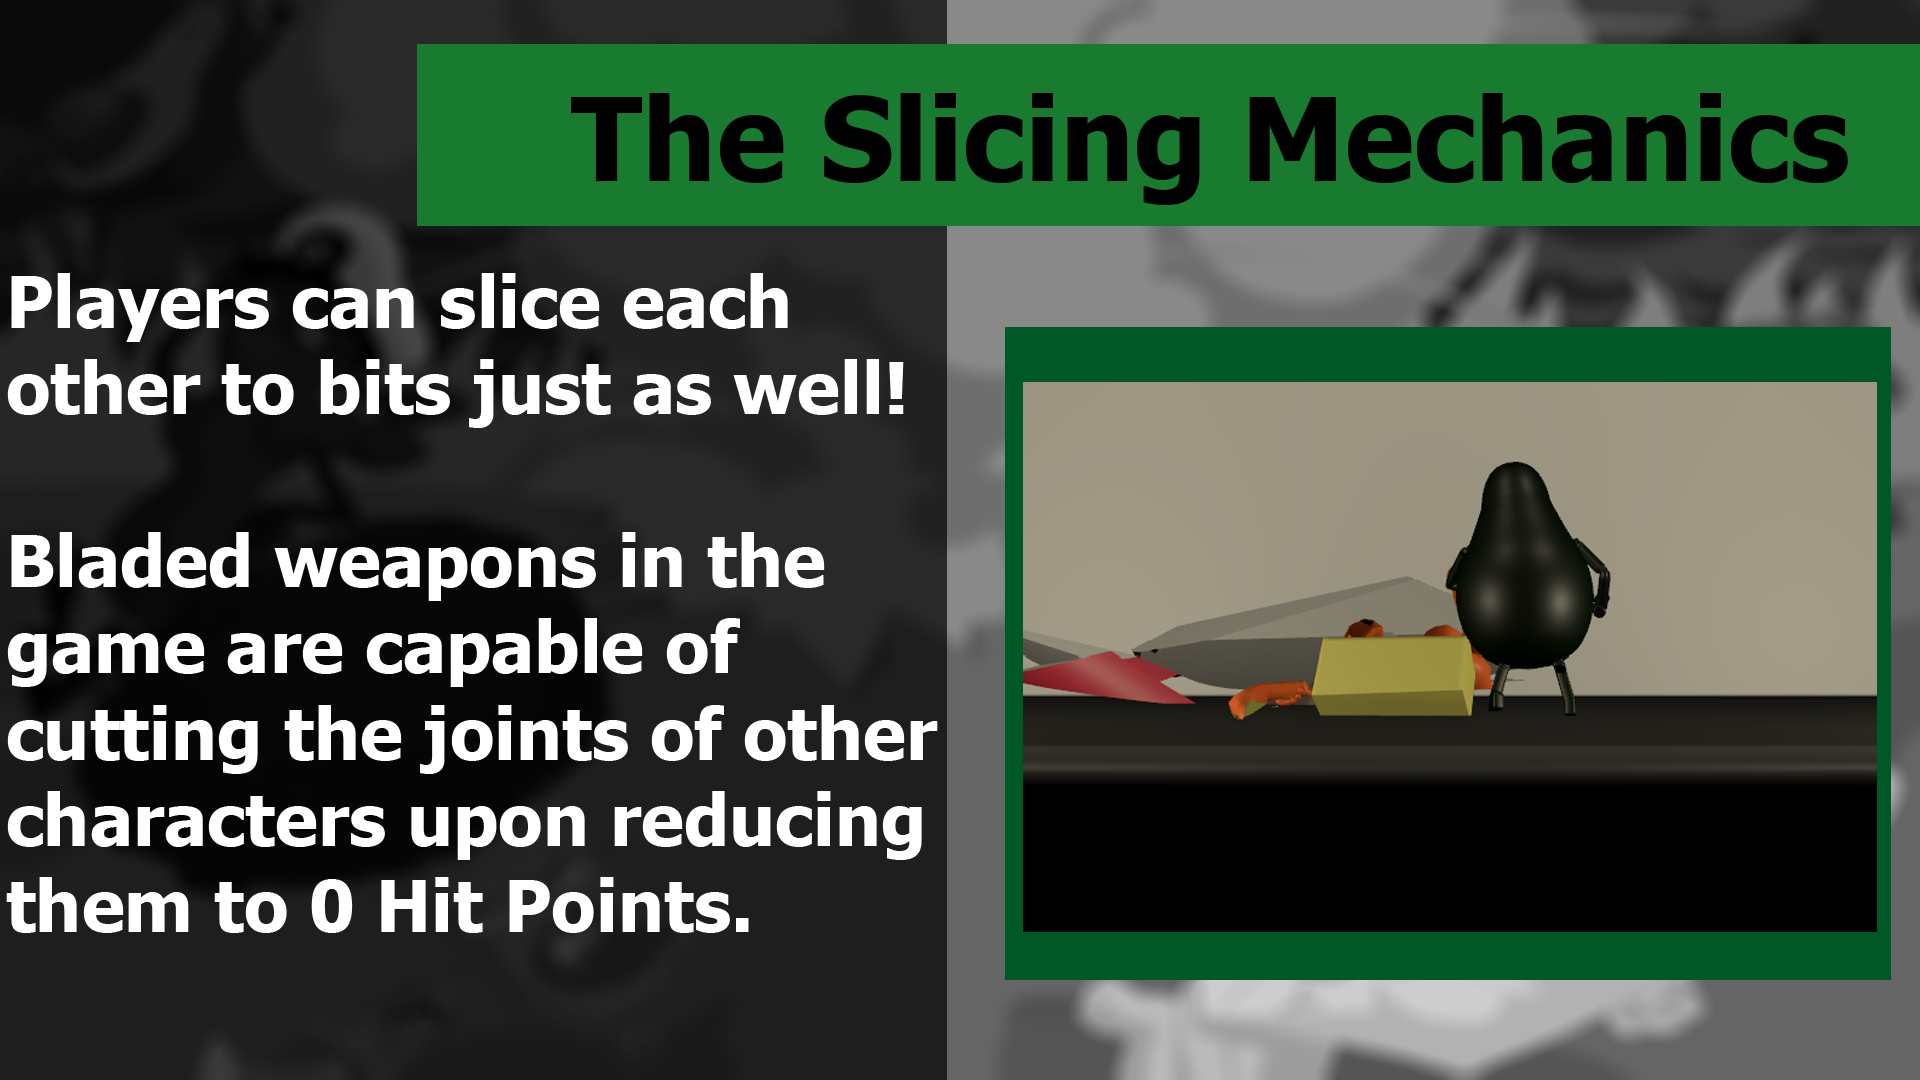 The Slicing Mechanics
Players can slice each
other to bits just as well!
Bladed weapons in the
game are capable of
cutting the joints of other
characters upon reducing
them to 0 Hit Points.